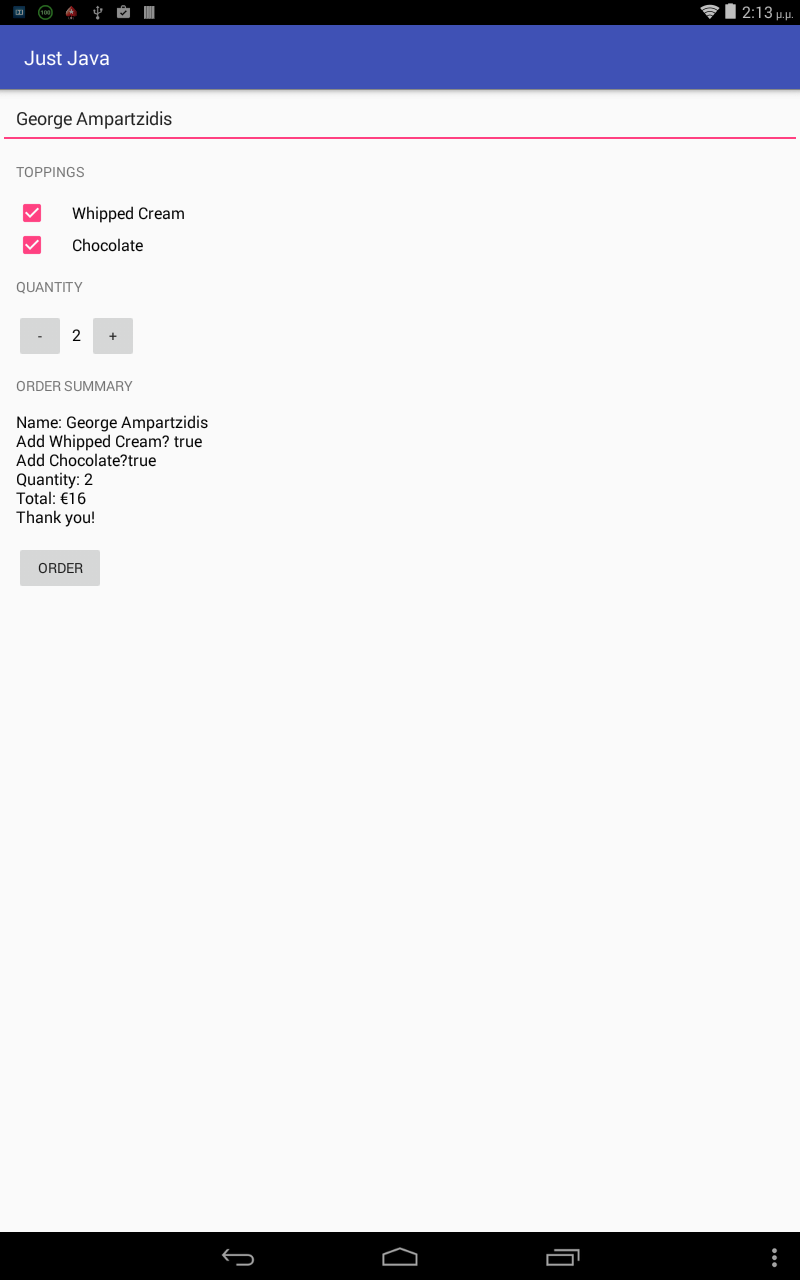 100
2:13 μ.μ.
Just Java
George Ampartzidis
TOPPINGS
Whipped Cream
Chocolate
QUANTITY
- 2 +
ORDER SUMMARY
Name: George Ampartzidis
Add Whipped Cream? true
Add Chocolate?true
Quantity: 2
Total: €16
Thank you!
ORDER